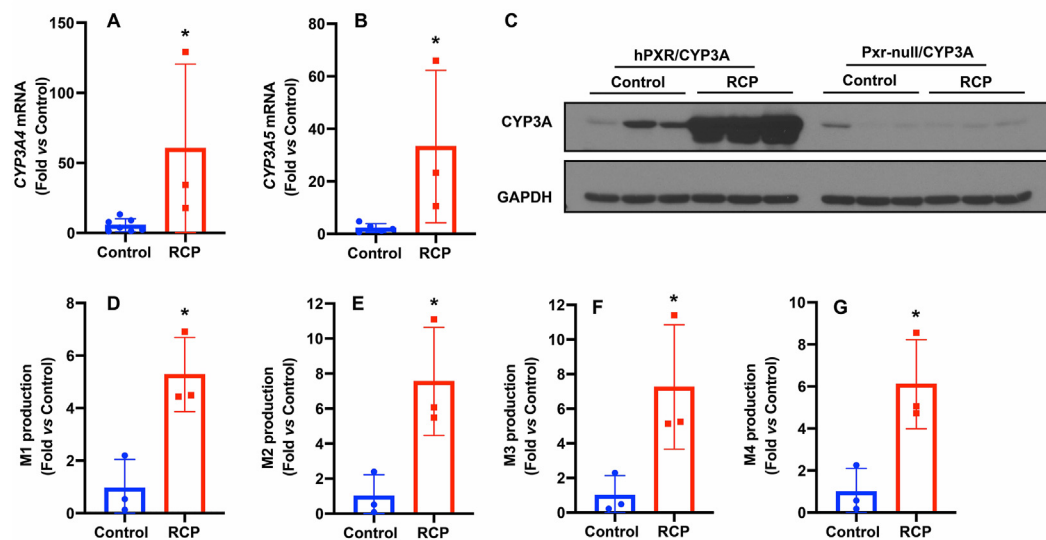 A
CYP3A4 mRNA
(Fold vs Control)
150
100
50
0
*
Control RCP
B
CYP3A5 mRNA
(Fold vs Control)
80
60
40
20
0
*
Control RCP
C
hPXR/CYP3A Pxr-null/CYP3A
Control RCP Control RCP
CYP3A
GAPDH
D
M1 production
(Fold vs Control)
8
6
4
2
0
*
Control RCP
E
M2 production
(Fold vs Control)
12
10
8
6
4
2
0
*
Control RCP
F
M3 production
(Fold vs Control)
12
10
8
6
4
2
0
*
Control RCP
G
M4 production
(Fold vs Control)
10
8
6
4
2
0
*
Control RCP